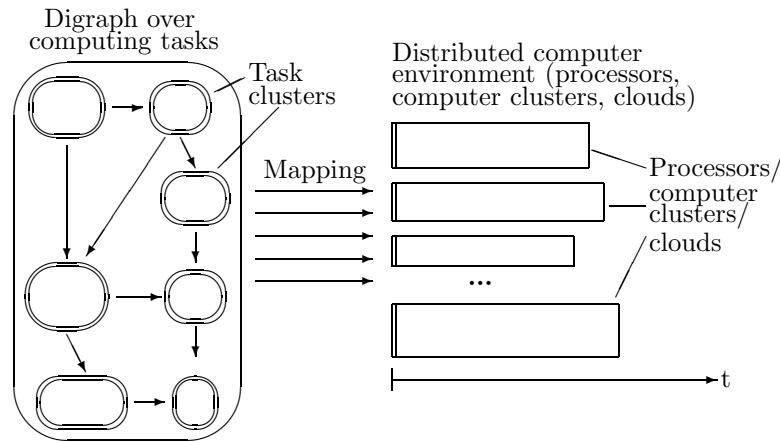 Digraph over
computing tasks
Task
clusters
Mapping
Distributed computer
environment (processors,
computer clusters, clouds)
Processors/
computer
clusters/
clouds
...
t